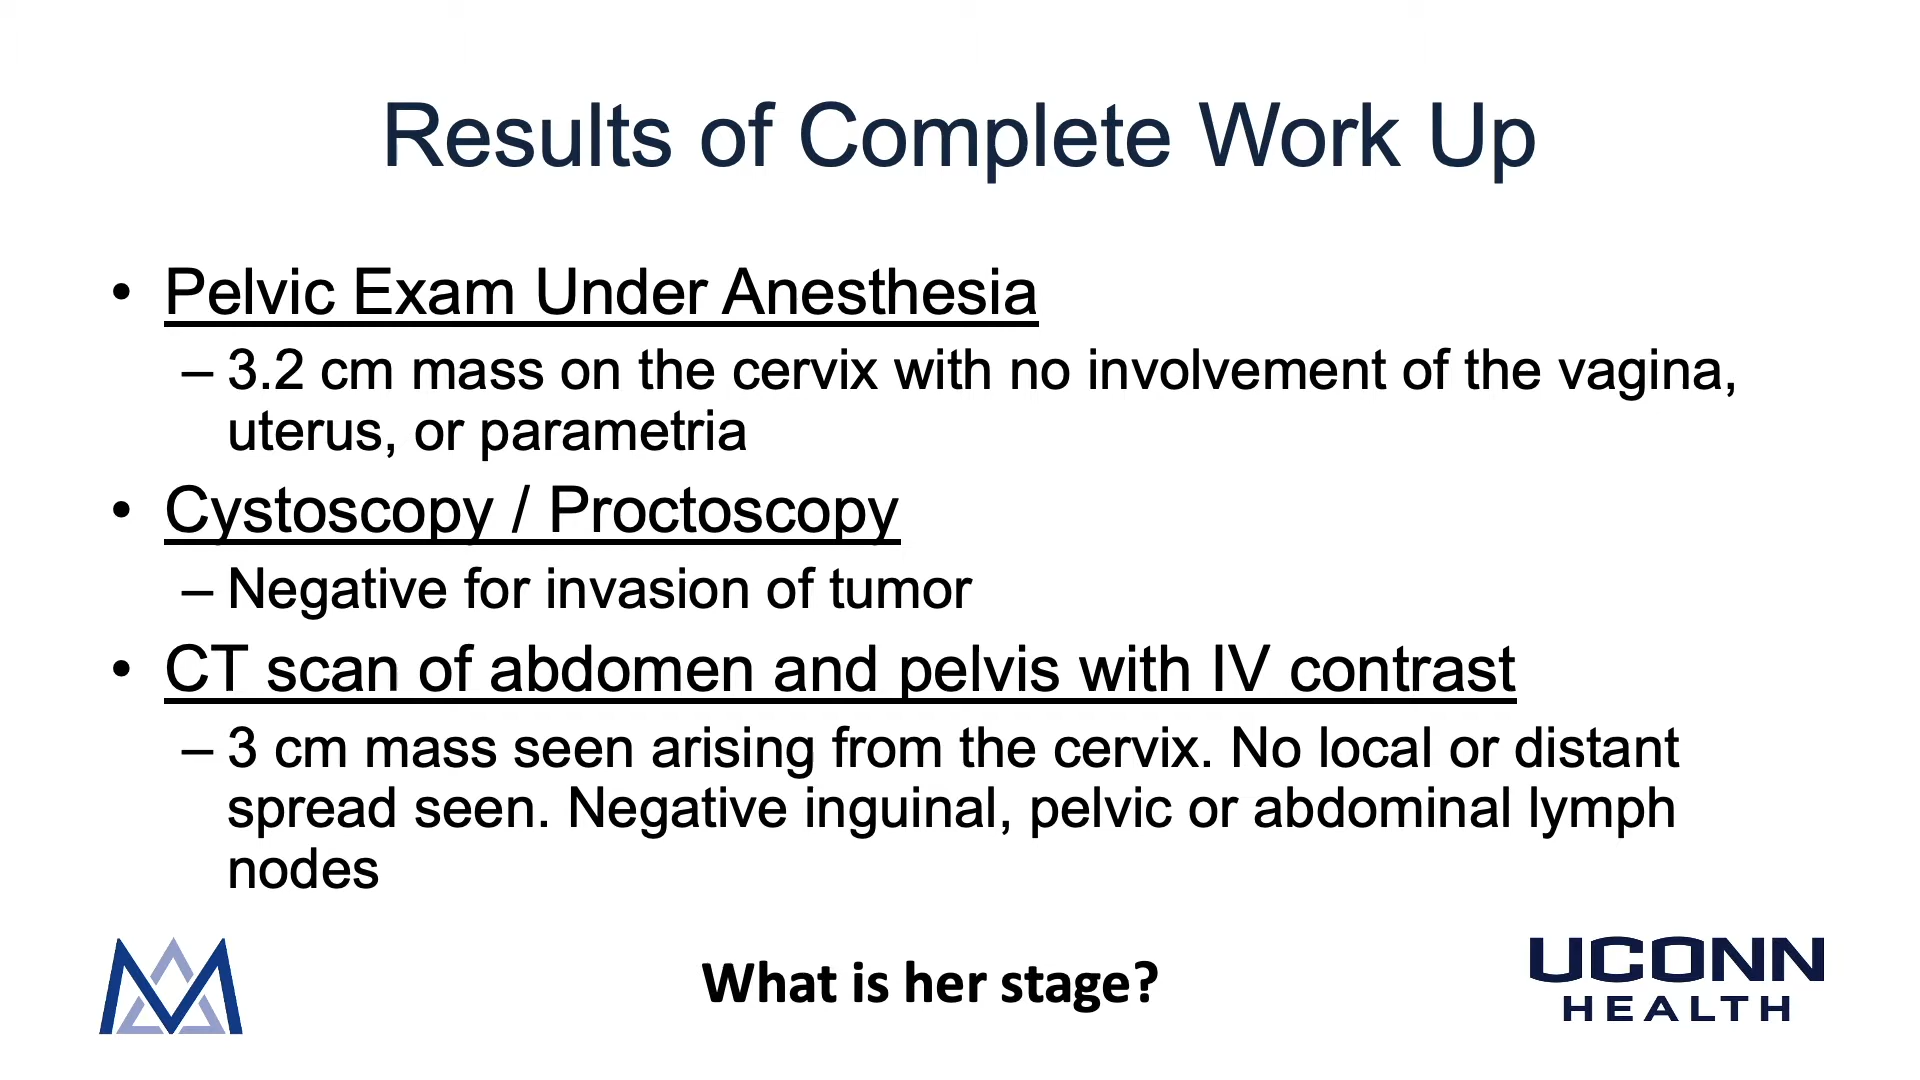 Results of Complete Work Up
• Pelvic Exam Under Anesthesia
– 3.2 cm mass on the cervix with no involvement of the vagina,
uterus, or parametria
• Cystoscopy / Proctoscopy
– Negative for invasion of tumor
• CT scan of abdomen and pelvis with IV contrast
– 3 cm mass seen arising from the cervix. No local or distant
spread seen. Negative inguinal, pelvic or abdominal lymph
nodes
What is her stage?
UCONN
HEALTH